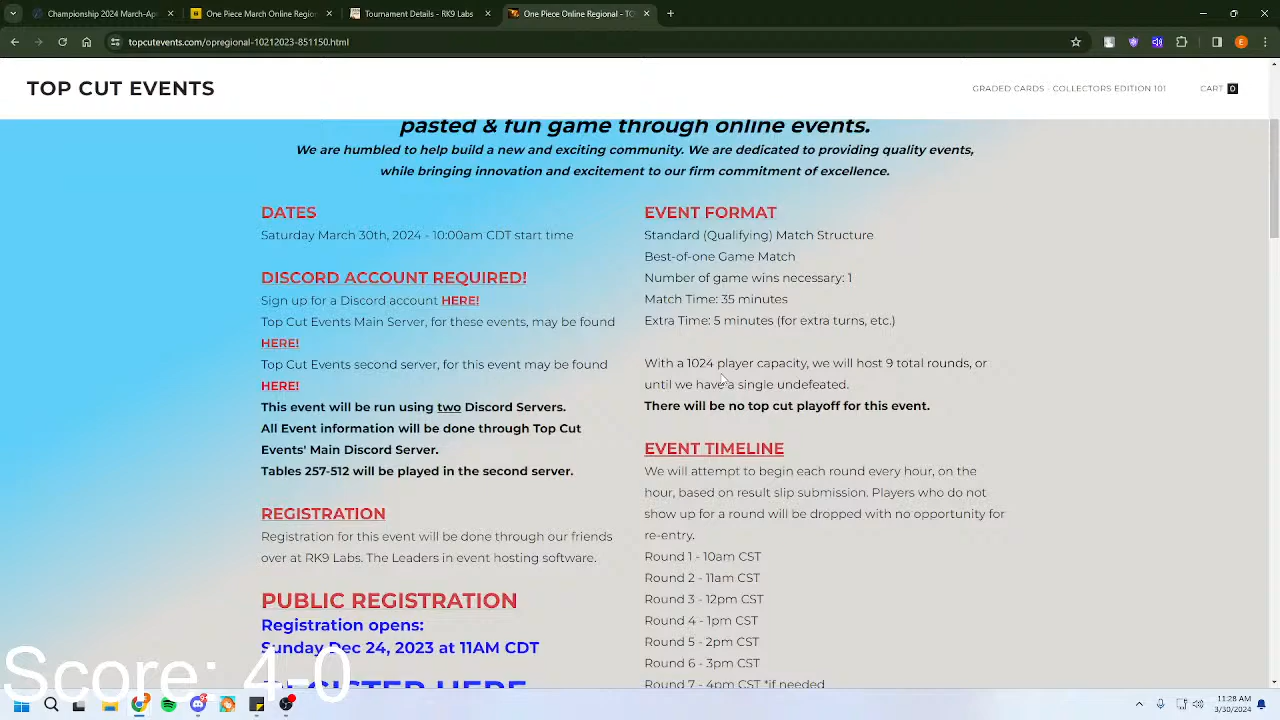 Championship 2024 March-Ap
One Piece March Online Region
Tournament Details - RK9 Labs
One Piece Online Regional - TO
topcutevents.com/opregional-10212023-851150.html
TOP CUT EVENTS
GRADED CARDS - COLLECTORS EDITION 101
CART 0
pasted & fun game through online events.
We are humbled to help build a new and exciting community. We are dedicated to providing quality events,
while bringing innovation and excitement to our firm commitment of excellence.
DATES
Saturday March 30th, 2024 - 10:00am CDT start time
DISCORD ACCOUNT REQUIRED!
Sign up for a Discord account HERE!
Top Cut Events Main Server, for these events, may be found
HERE!
Top Cut Events second server, for this event may be found
HERE!
This event will be run using two Discord Servers.
All Event information will be done through Top Cut
Events' Main Discord Server.
Tables 257-512 will be played in the second server.
REGISTRATION
Registration for this event will be done through our friends
over at RK9 Labs. The Leaders in event hosting software.
PUBLIC REGISTRATION
Registration opens:
Sunday Dec 24, 2023 at 11AM CDT
REGISTER HERE
EVENT FORMAT
Standard (Qualifying) Match Structure
Best-of-one Game Match
Number of game wins necessary: 1
Match Time: 35 minutes
Extra Time: 5 minutes (for extra turns, etc.)
With a 1024 player capacity, we will host 9 total rounds, or
until we have a single undefeated.
There will be no top cut playoff for this event.
EVENT TIMELINE
We will attempt to begin each round every hour, on the
hour, based on result slip submission. Players who do not
show up for a round will be dropped with no opportunity for
re-entry.
Round 1 - 10am CST
Round 2 - 11am CST
Round 3 - 12pm CST
Round 4 - 1pm CST
Round 5 - 2pm CST
Round 6 - 3pm CST
Round 7 - 4pm CST *if needed
Score: 4-0
11:28 AM
3/30/2024